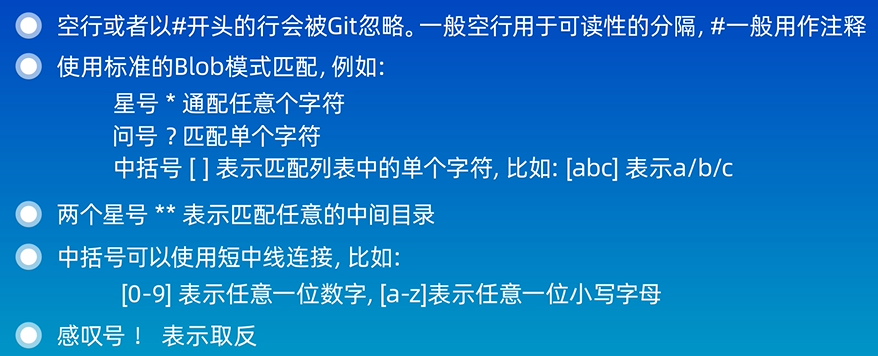 空行或者以#开头的行会被Git忽略。一般空行用于可读性的分隔, #一般用作注释
使用标准的Blob模式匹配, 例如:
星号 * 通配任意个字符
问号 ? 匹配单个字符
中括号 [ ] 表示匹配列表中的单个字符, 比如: [abc] 表示a/b/c
两个星号 ** 表示匹配任意的中间目录
中括号可以使用短中线连接, 比如:
[0-9] 表示任意一位数字, [a-z]表示任意一位小写字母
感叹号 ！ 表示取反